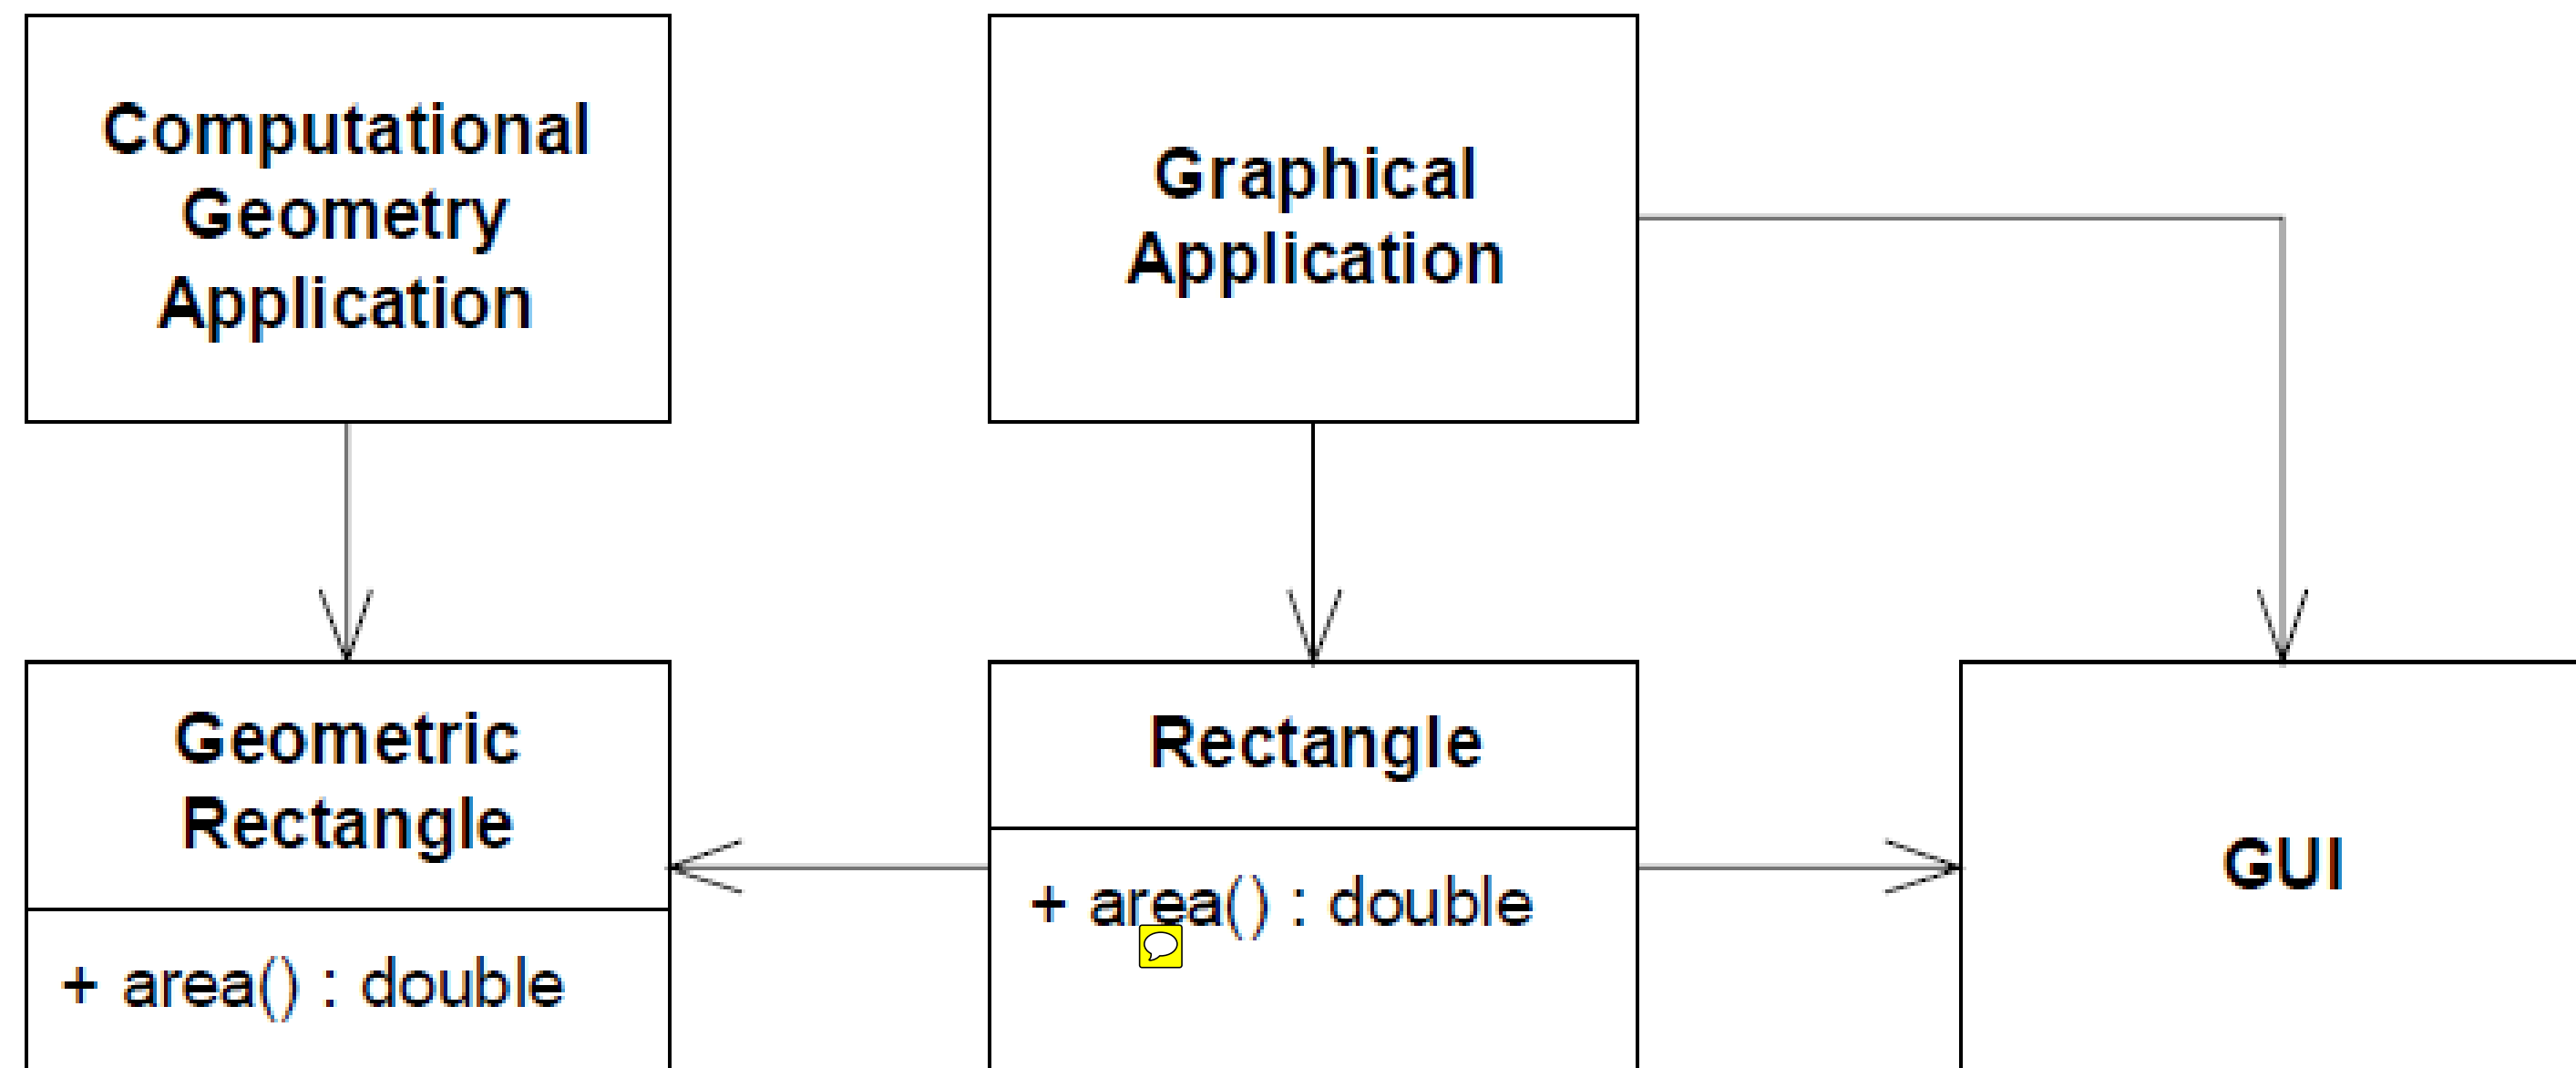 Computational
Geometry
Application
Graphical
Application
Geometric
Rectangle
+ area() : double
Rectangle
+ area() : double
GUI